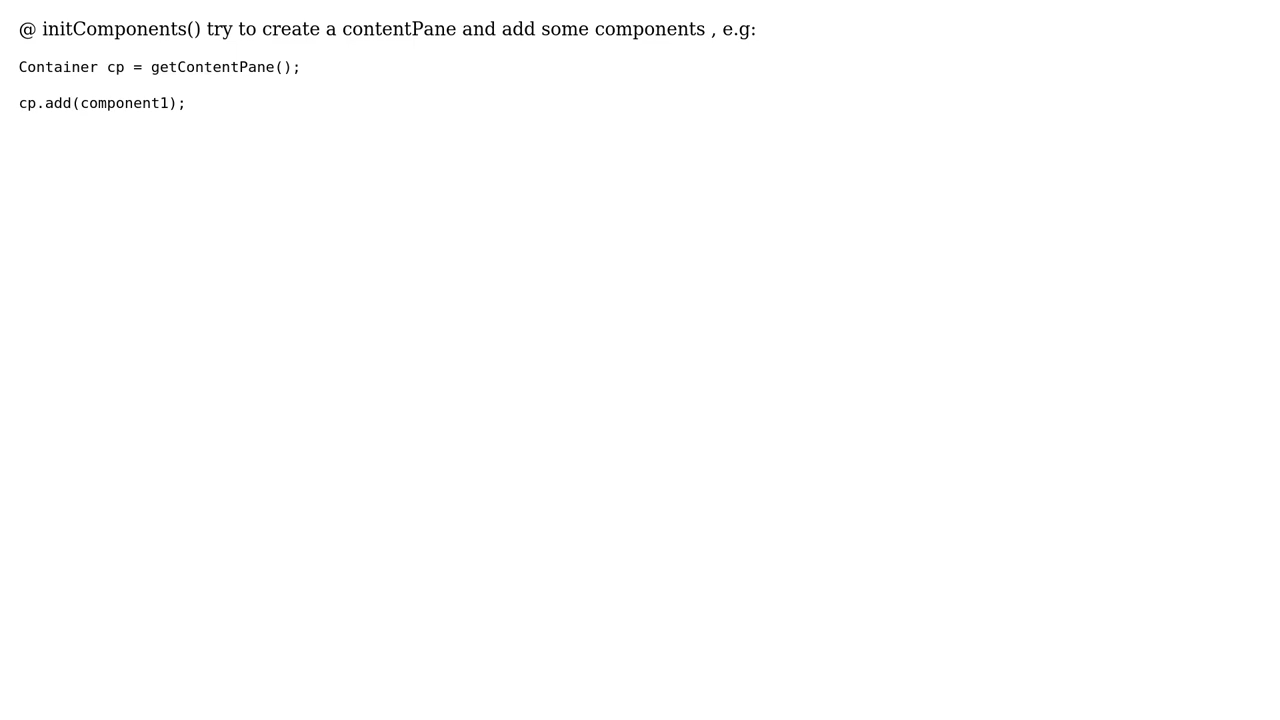 @ initComponents() try to create a contentPane and add some components , e.g:
Container cp = getContentPane();
cp.add(component1);